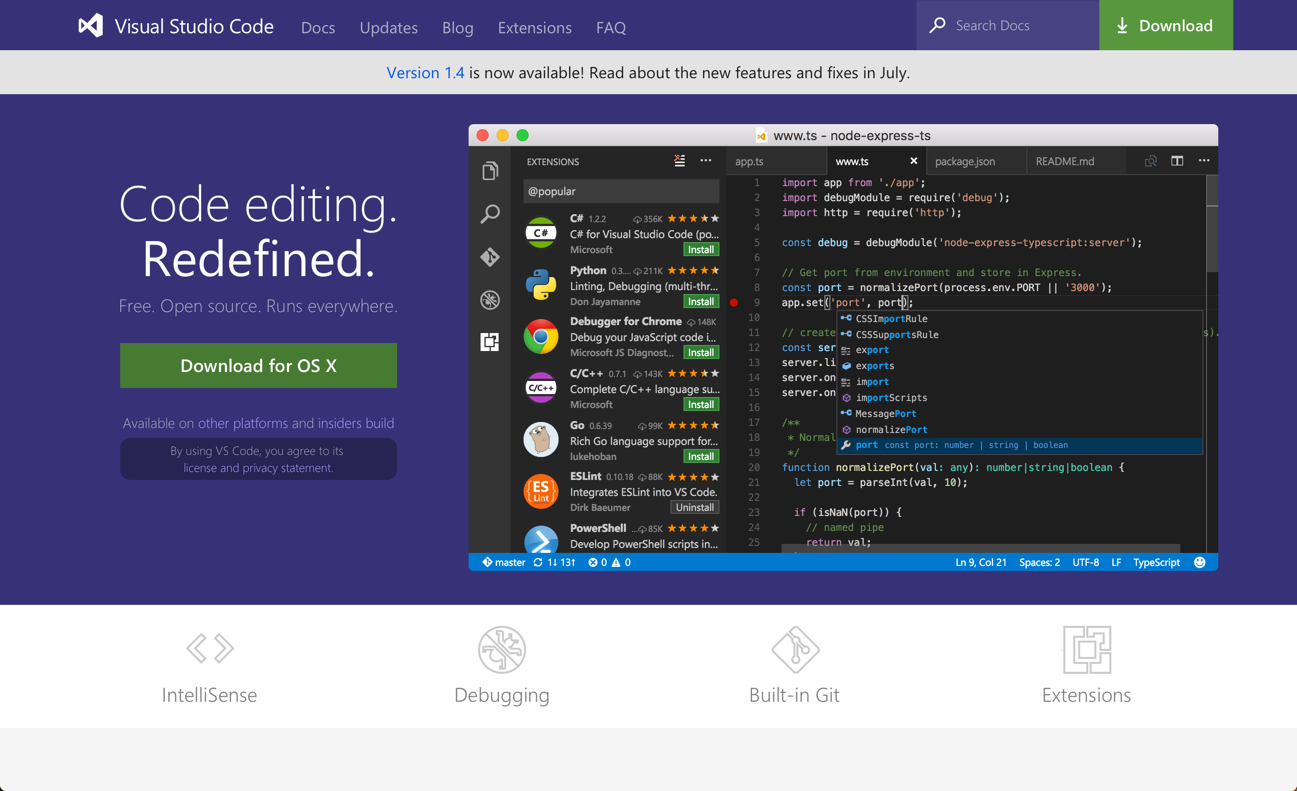 Visual Studio Code
Docs
Updates
Blog
Extensions
FAQ
Search Docs
Download
Version 1.4 is now available! Read about the new features and fixes in July.
Code editing.
Redefined.
Free. Open source. Runs everywhere.
Download for OS X
Available on other platforms and insiders build
By using VS Code, you agree to its
license and privacy statement.
www.ts - node-express-ts
EXTENSIONS
@popular
C# 1.2.2 356K
C# for Visual Studio Code (po...
Microsoft
Install
Python 0.3... 211K
Linting, Debugging (multi-thr...
Don Jayamanne
Install
Debugger for Chrome 148K
Debug your JavaScript code i...
Microsoft JS Diagnost...
Install
C/C++ 0.7.1 143K
Complete C/C++ language su...
Microsoft
Install
Go 0.6.39 99K
Rich Go language support for...
lukehoban
Install
ESLint 0.10.18 88K
Integrates ESLint into VS Code.
Dirk Baeumer
Uninstall
PowerShell ... 85K
Develop PowerShell scripts in...
C#
C/C++
ES
Lint
app.ts
www.ts
package.json
README.md
1 import app from './app';
2 import debugModule = require('debug');
3 import http = require('http');
4
5 const debug = debugModule('node-express-typescript:server');
6
7 // Get port from environment and store in Express.
8 const port = normalizePort(process.env.PORT || '3000');
9 app.set('port', port);
10
11 // create s).
12 const ser
13 server.li
14 server.on
15 server.on
16
17 /**
18 * Normal
19 */
20 function normalizePort(val: any): number|string|boolean {
21 let port = parseInt(val, 10);
22
23 if (isNaN(port)) {
24 // named pipe
25 return val;
CSSImportRule
CSSSupportsRule
export
exports
import
importScripts
MessagePort
normalizePort
port const port: number | string | boolean
master 1↓ 13↑ 0 0
Ln 9, Col 21
Spaces: 2
UTF-8
LF
TypeScript
IntelliSense
Debugging
Built-in Git
Extensions